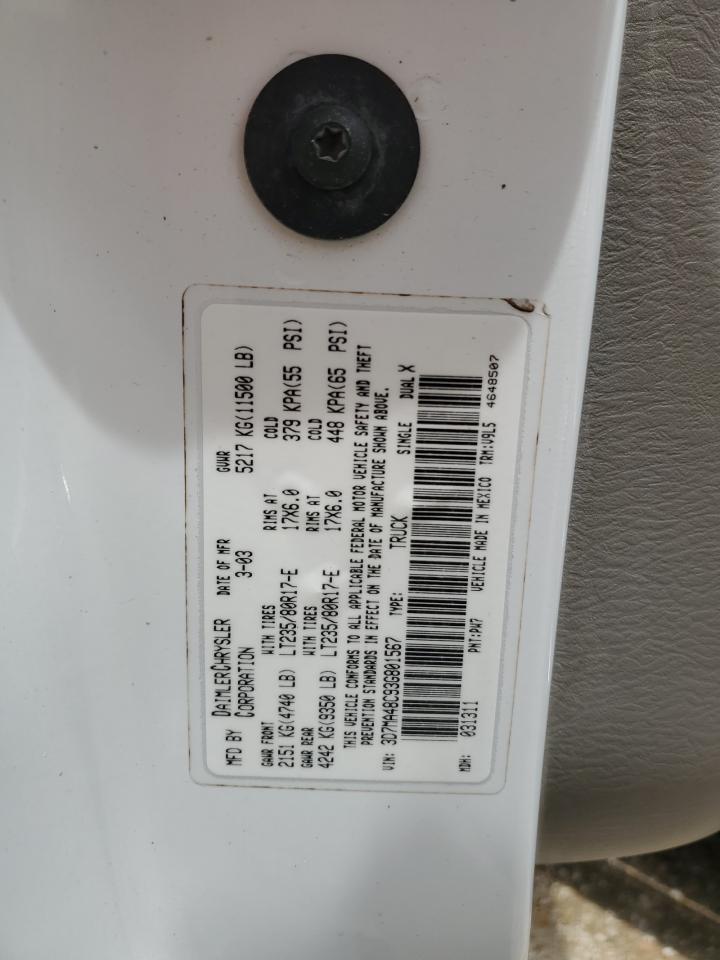 MFD BY DAIMLERCHRYSLER CORPORATION DATE OF MFR 3-03 GVWR 5217 KG(11500 LB)
GAWR FRONT WITH TIRES RIMS AT COLD
2151 KG(4740 LB) LT235/80R17-E 17X6.0 379 KPA(55 PSI)
GAWR REAR WITH TIRES RIMS AT COLD
4242 KG(9350 LB) LT235/80R17-E 17X6.0 448 KPA(65 PSI)
THIS VEHICLE CONFORMS TO ALL APPLICABLE FEDERAL MOTOR VEHICLE SAFETY AND THEFT
PREVENTION STANDARDS IN EFFECT ON THE DATE OF MANUFACTURE SHOWN ABOVE.
VIN: 3D7MA48C93G801567 TYPE: TRUCK SINGLE DUAL X
MDH: 031311 PNT:PW7 VEHICLE MADE IN MEXICO TRM:V9L5 4648507